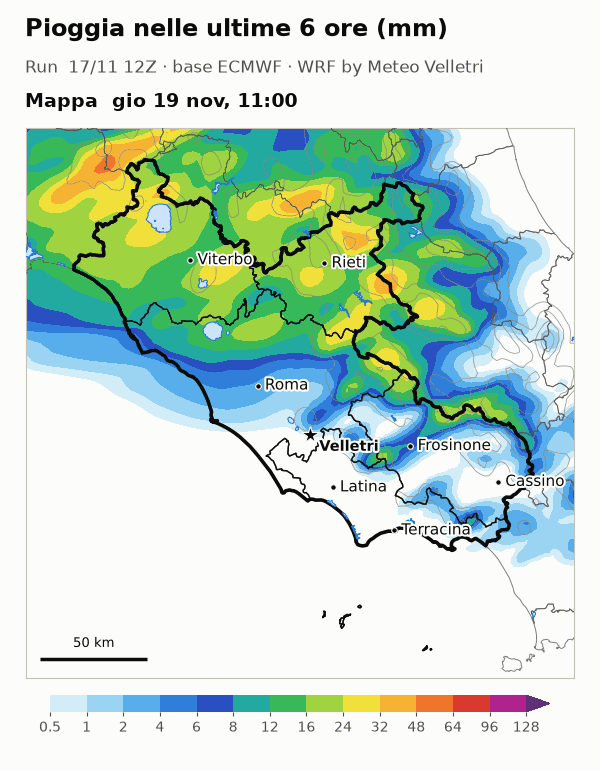 Pioggia nelle ultime 6 ore (mm)
Run  17/11 12Z · base ECMWF · WRF by Meteo Velletri
Mappa  gio 19 nov, 11:00
Viterbo
Rieti
Roma
Velletri
Frosinone
Cassino
Latina
Terracina
50 km
0.5 1 2 4 6 8 12 16 24 32 48 64 96 128